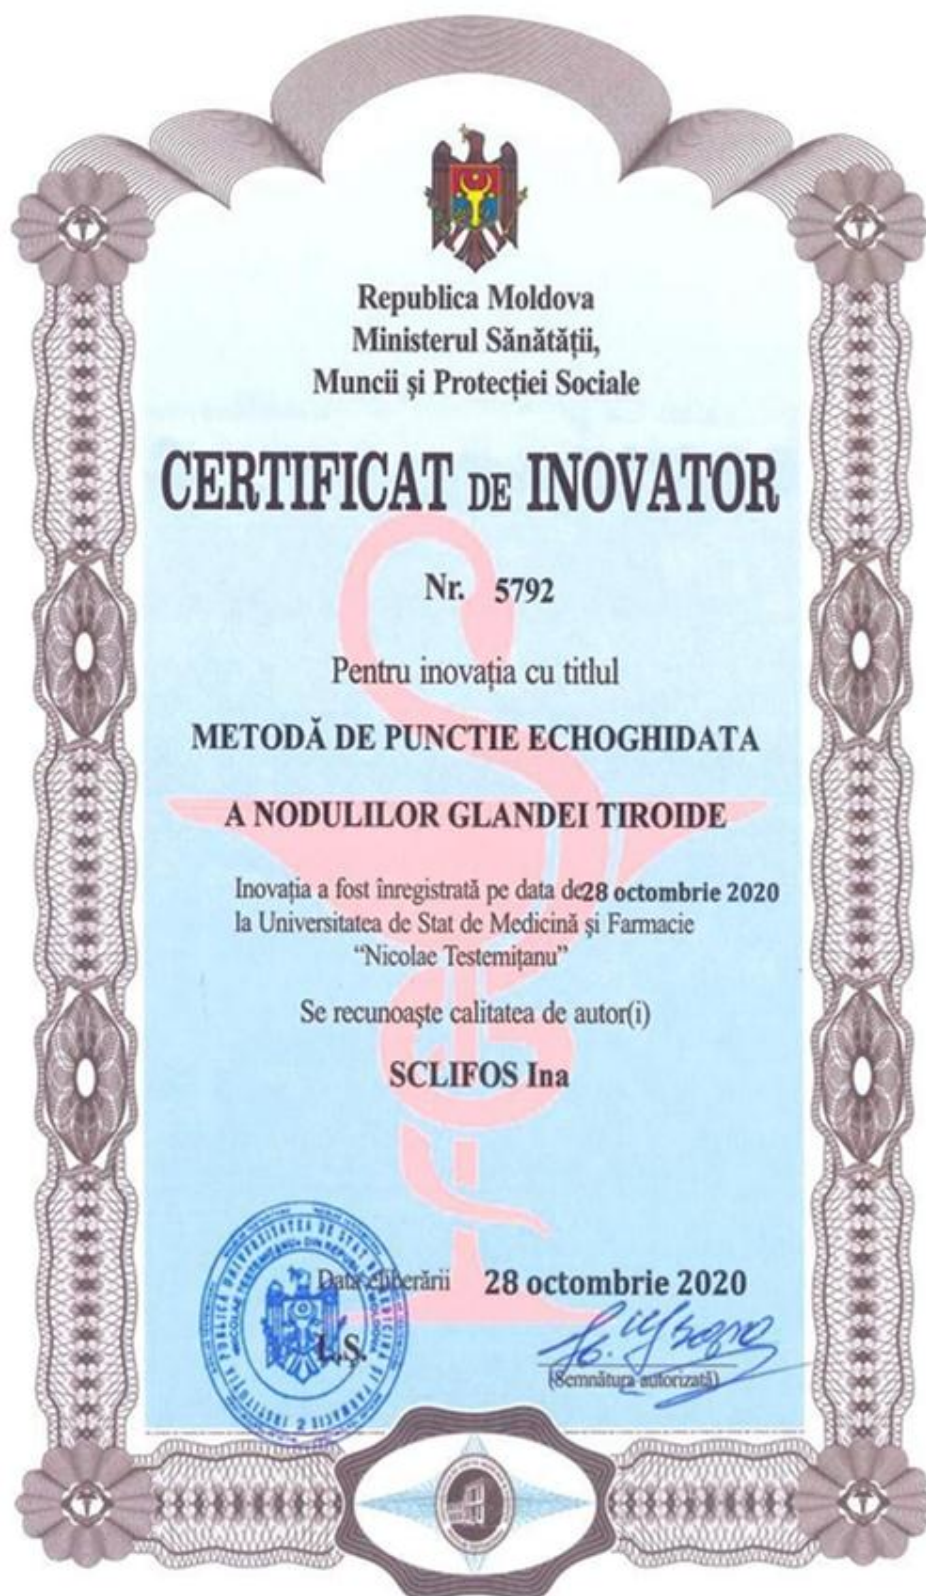 Republica Moldova
Ministerul Sănătății,
Muncii și Protecției Sociale
CERTIFICAT DE INOVATOR
Nr. 5792
Pentru inovația cu titlul
METODĂ DE PUNCTIE ECHOGHIDATA
A NODULILOR GLANDEI TIROIDE
Inovația a fost înregistrată pe data de 28 octombrie 2020
la Universitatea de Stat de Medicină și Farmacie
“Nicolae Testemițanu”
Se recunoaște calitatea de autor(i)
SCLIFOS Ina
Data eliberării 28 octombrie 2020
L.Ș.
(Semnătura autorizată)